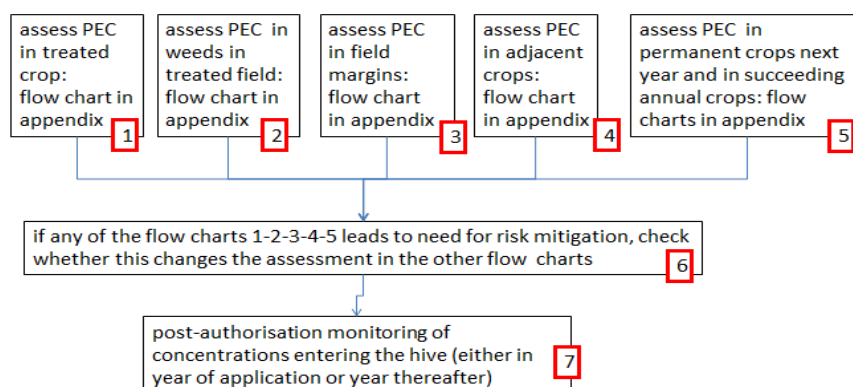 assess PEC
in treated
crop:
flow chart in
appendix
1
assess PEC in
weeds in
treated field:
flow chart in
appendix
2
assess PEC
in field
margins:
flow chart
in appendix
3
assess PEC
in adjacent
crops:
flow chart
in appendix
4
assess PEC in
permanent crops next
year and in succeeding
annual crops: flow
charts in appendix
5
if any of the flow charts 1-2-3-4-5 leads to need for risk mitigation, check
whether this changes the assessment in the other flow charts
6
post-authorisation monitoring of
concentrations entering the hive (either in
year of application or year thereafter)
7